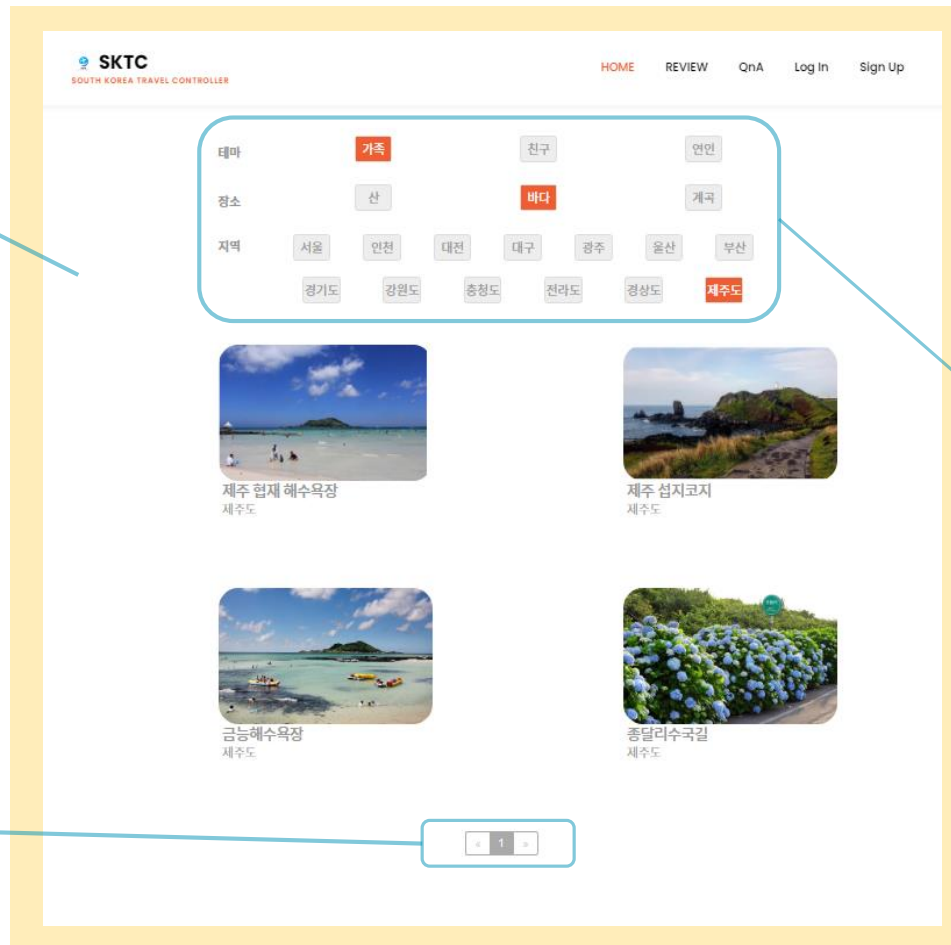 SKTC
SOUTH KOREA TRAVEL CONTROLLER
HOME REVIEW QnA Log In Sign Up
테마 가족 친구 연인
장소 산 바다 계곡
지역 서울 인천 대전 대구 광주 울산 부산
경기도 강원도 충청도 전라도 경상도 제주도
제주 협재 해수욕장
제주도
제주 섭지코지
제주도
금능해수욕장
제주도
종달리수국길
제주도
« 1 »